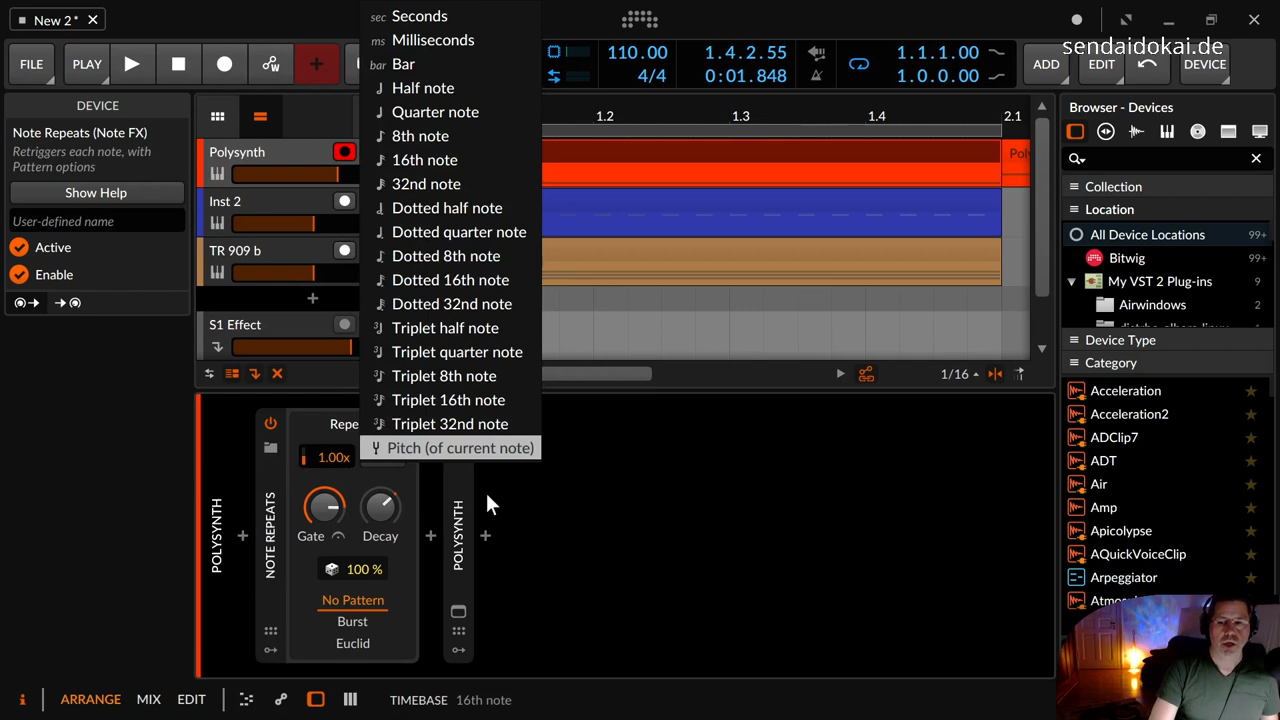 New 2*
sendaidokai.de
FILE
PLAY
110.00
4/4
1.4.2.55
0:01.848
1.1.1.00
1.0.0.00
ADD
EDIT
DEVICE
DEVICE
Note Repeats (Note FX)
Retriggers each note, with
Pattern options
Show Help
User-defined name
Active
Enable
1.2
1.3
1.4
2.1
Polysynth
Inst 2
TR 909 b
S1 Effect
1/16
sec Seconds
ms Milliseconds
bar Bar
Half note
Quarter note
8th note
16th note
32nd note
Dotted half note
Dotted quarter note
Dotted 8th note
Dotted 16th note
Dotted 32nd note
Triplet half note
Triplet quarter note
Triplet 8th note
Triplet 16th note
Triplet 32nd note
Pitch (of current note)
POLYSYNTH
NOTE REPEATS
Repe
1.00x
Gate
Decay
100 %
No Pattern
Burst
Euclid
POLYSYNTH
Browser - Devices
Collection
Location
All Device Locations 99+
Bitwig 99+
My VST 2 Plug-ins 9
Airwindows 2
Device Type
Category
Acceleration
Acceleration2
ADClip7
ADT
Air
Amp
Apicolypse
AQuickVoiceClip
Arpeggiator
i
ARRANGE
MIX
EDIT
TIMEBASE
16th note